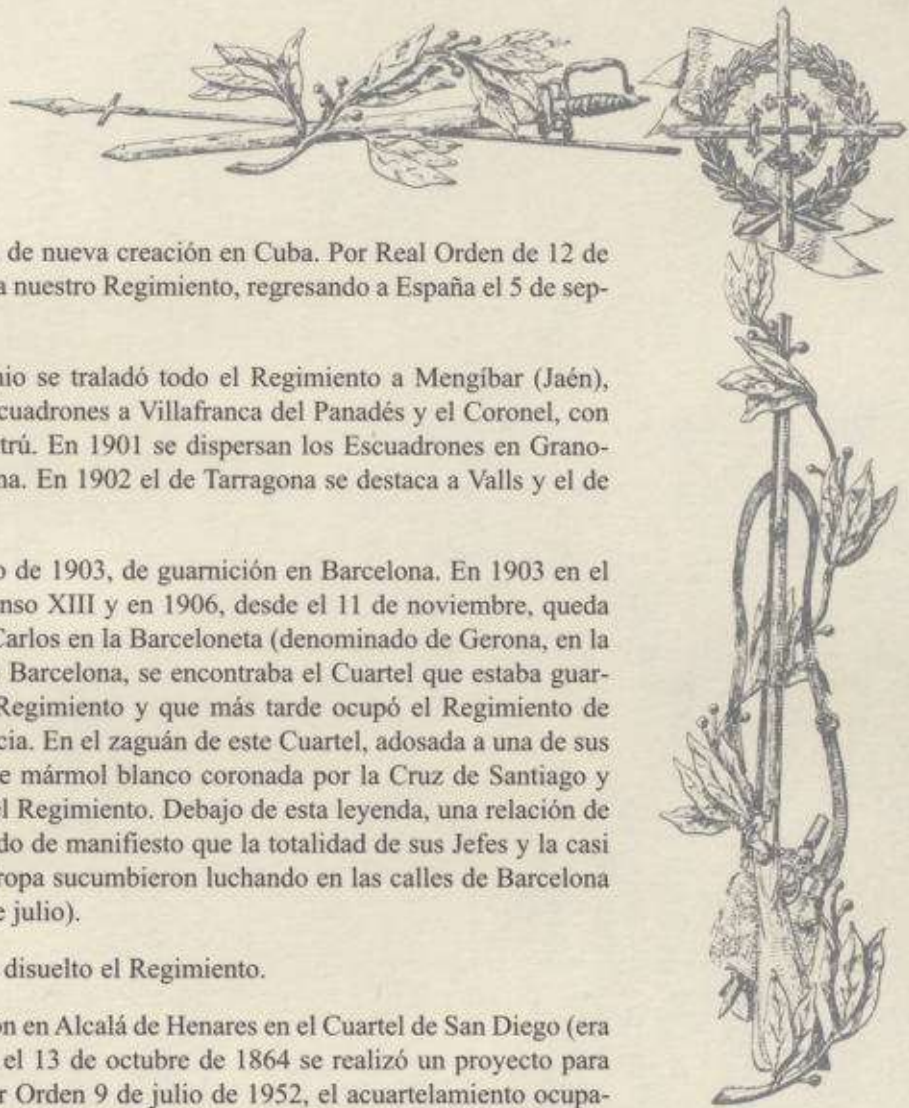 de nueva creación en Cuba. Por Real Orden de 12 de
a nuestro Regimiento, regresando a España el 5 de sep-
nio se traladó todo el Regimiento a Mengíbar (Jaén),
cuadrones a Villafranca del Panadés y el Coronel, con
trú. En 1901 se dispersan los Escuadrones en Grano-
na. En 1902 el de Tarragona se destaca a Valls y el de
o de 1903, de guarnición en Barcelona. En 1903 en el
nso XIII y en 1906, desde el 11 de noviembre, queda
Carlos en la Barceloneta (denominado de Gerona, en la
Barcelona, se encontraba el Cuartel que estaba guar-
Regimiento y que más tarde ocupó el Regimiento de
cia. En el zaguán de este Cuartel, adosada a una de sus
e mármol blanco coronada por la Cruz de Santiago y
el Regimiento. Debajo de esta leyenda, una relación de
do de manifiesto que la totalidad de sus Jefes y la casi
ropa sucumbieron luchando en las calles de Barcelona
e julio).
disuelto el Regimiento.
ón en Alcalá de Henares en el Cuartel de San Diego (era
el 13 de octubre de 1864 se realizó un proyecto para
r Orden 9 de julio de 1952, el acuartelamiento ocupa-